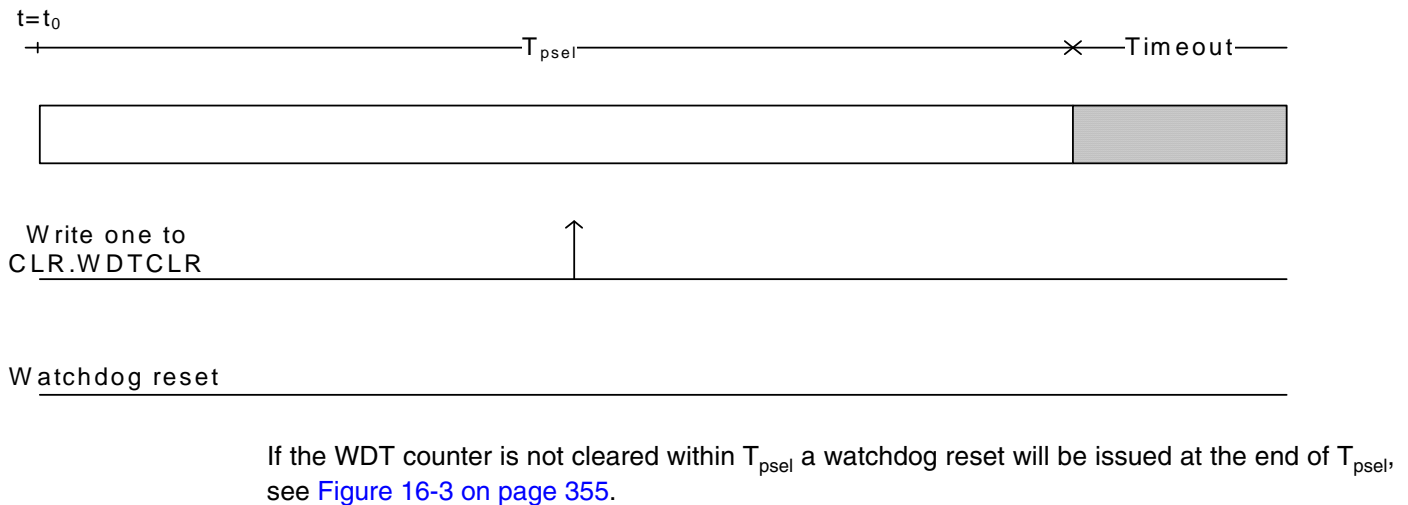 t=t₀
Tₚₛₑₗ Timeout
Write one to
CLR.WDTCLR
Watchdog reset
If the WDT counter is not cleared within Tₚₛₑₗ a watchdog reset will be issued at the end of Tₚₛₑₗ,
see Figure 16-3 on page 355.